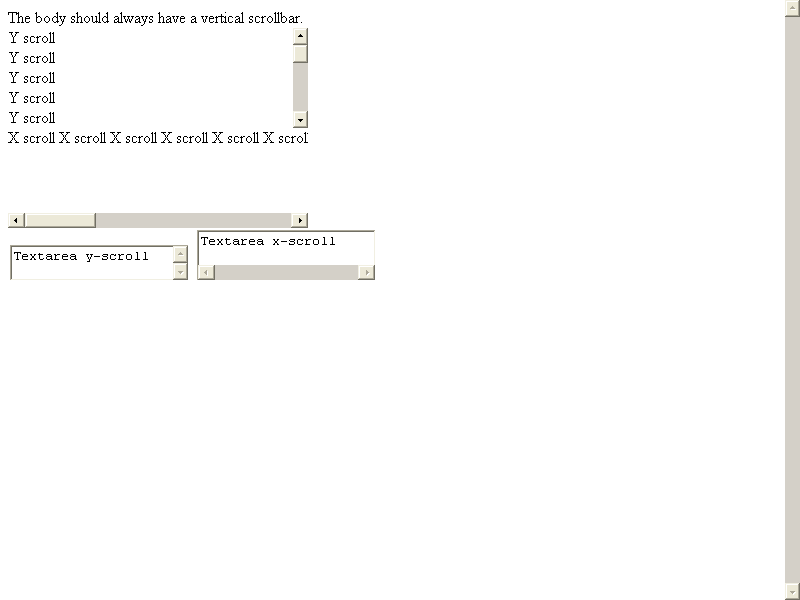 The body should always have a vertical scrollbar.
Y scroll
Y scroll
Y scroll
Y scroll
Y scroll
X scroll X scroll X scroll X scroll X scroll X scrol
Textarea y-scroll
Textarea x-scroll